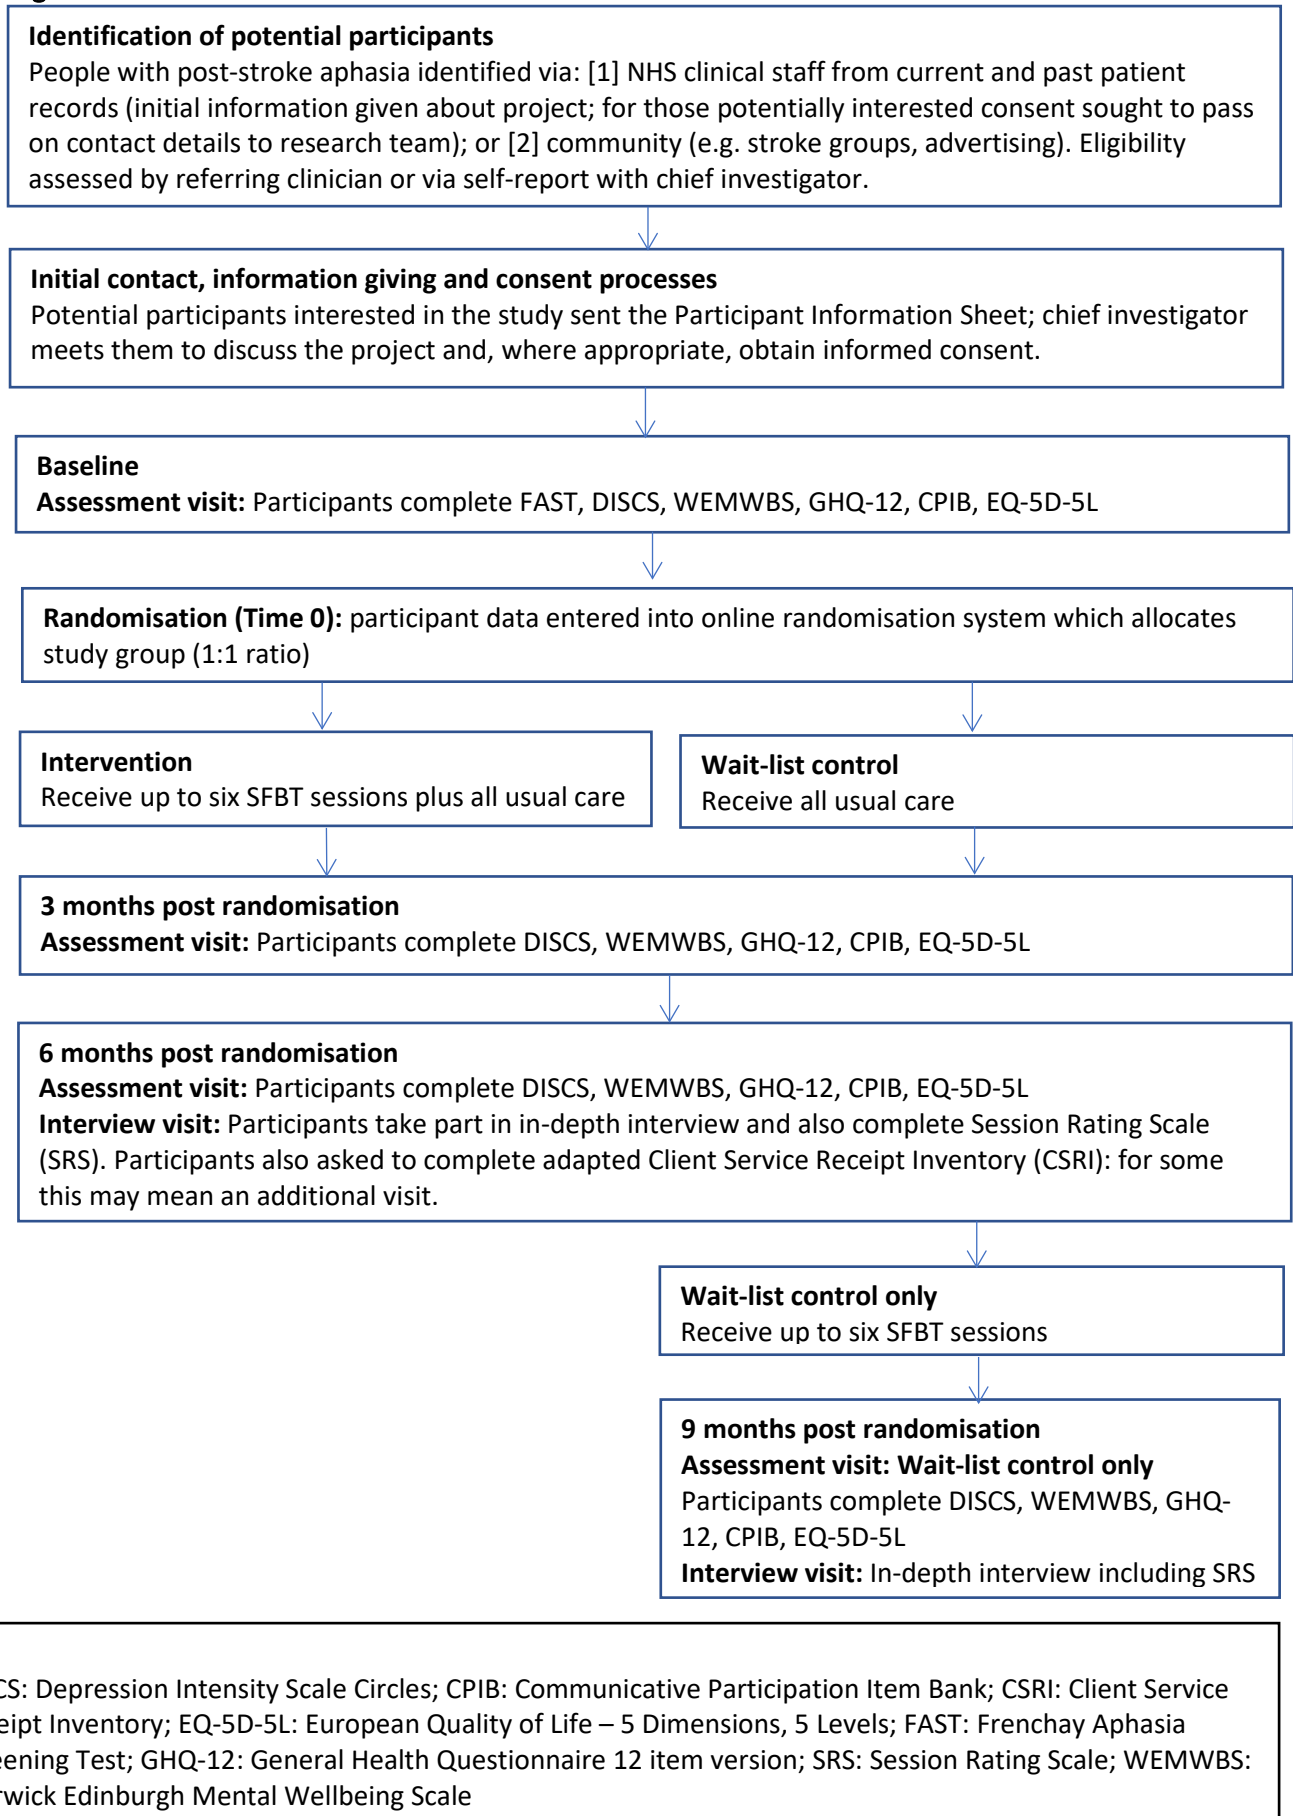 Identification of potential participants
People with post-stroke aphasia identified via: [1] NHS clinical staff from current and past patient
records (initial information given about project; for those potentially interested consent sought to pass
on contact details to research team); or [2] community (e.g. stroke groups, advertising). Eligibility
assessed by referring clinician or via self-report with chief investigator.
Initial contact, information giving and consent processes
Potential participants interested in the study sent the Participant Information Sheet; chief investigator
meets them to discuss the project and, where appropriate, obtain informed consent.
Baseline
Assessment visit: Participants complete FAST, DISCS, WEMWBS, GHQ-12, CPIB, EQ-5D-5L
Randomisation (Time 0): participant data entered into online randomisation system which allocates
study group (1:1 ratio)
Intervention
Receive up to six SFBT sessions plus all usual care
Wait-list control
Receive all usual care
3 months post randomisation
Assessment visit: Participants complete DISCS, WEMWBS, GHQ-12, CPIB, EQ-5D-5L
6 months post randomisation
Assessment visit: Participants complete DISCS, WEMWBS, GHQ-12, CPIB, EQ-5D-5L
Interview visit: Participants take part in in-depth interview and also complete Session Rating Scale
(SRS). Participants also asked to complete adapted Client Service Receipt Inventory (CSRI): for some
this may mean an additional visit.
Wait-list control only
Receive up to six SFBT sessions
9 months post randomisation
Assessment visit: Wait-list control only
Participants complete DISCS, WEMWBS, GHQ-
12, CPIB, EQ-5D-5L
Interview visit: In-depth interview including SRS
CS: Depression Intensity Scale Circles; CPIB: Communicative Participation Item Bank; CSRI: Client Service
eipt Inventory; EQ-5D-5L: European Quality of Life – 5 Dimensions, 5 Levels; FAST: Frenchay Aphasia
ening Test; GHQ-12: General Health Questionnaire 12 item version; SRS: Session Rating Scale; WEMWBS:
rwick Edinburgh Mental Wellbeing Scale